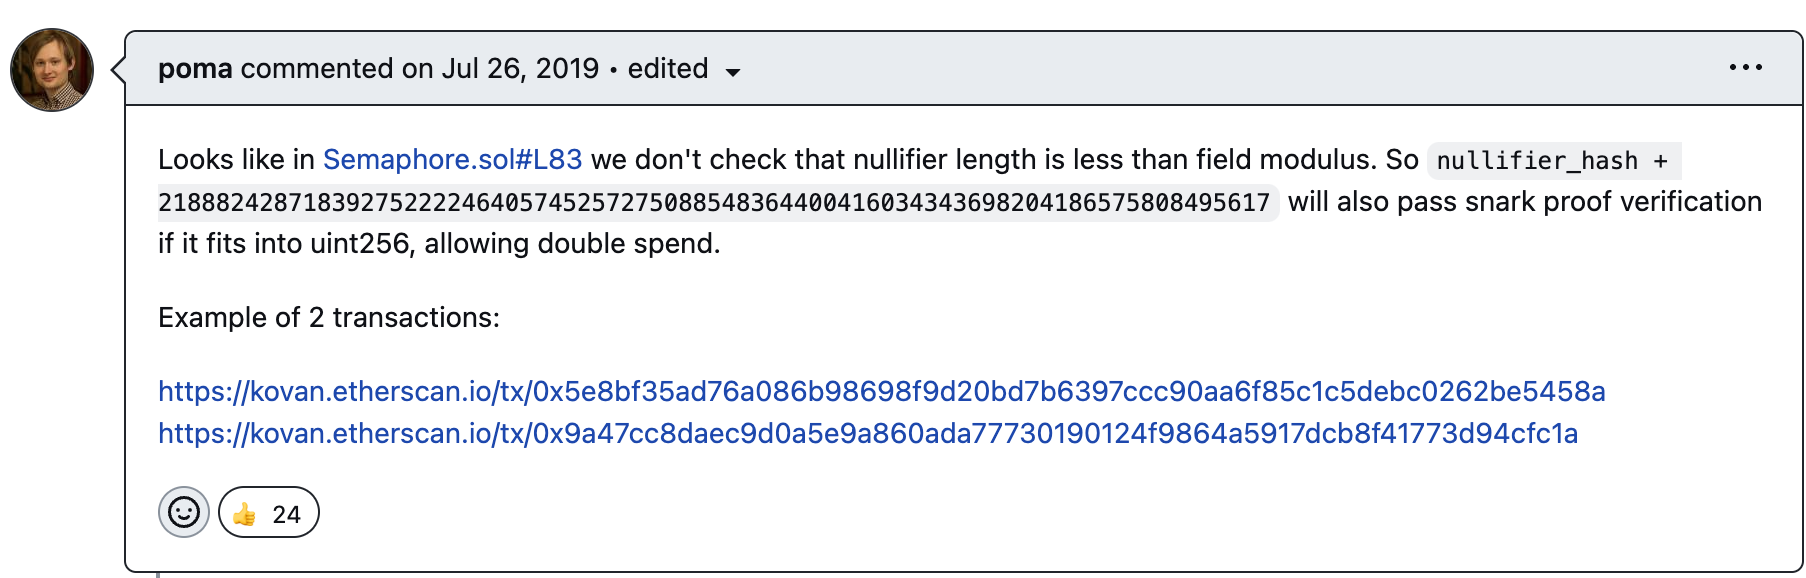 poma commented on Jul 26, 2019 • edited
Looks like in Semaphore.sol#L83 we don't check that nullifier length is less than field modulus. So nullifier_hash +
21888242871839275222246405745257275088548364400416034343698204186575808495617 will also pass snark proof verification
if it fits into uint256, allowing double spend.
Example of 2 transactions:
https://kovan.etherscan.io/tx/0x5e8bf35ad76a086b98698f9d20bd7b6397ccc90aa6f85c1c5debc0262be5458a
https://kovan.etherscan.io/tx/0x9a47cc8daec9d0a5e9a860ada77730190124f9864a5917dcb8f41773d94cfc1a
👍 24